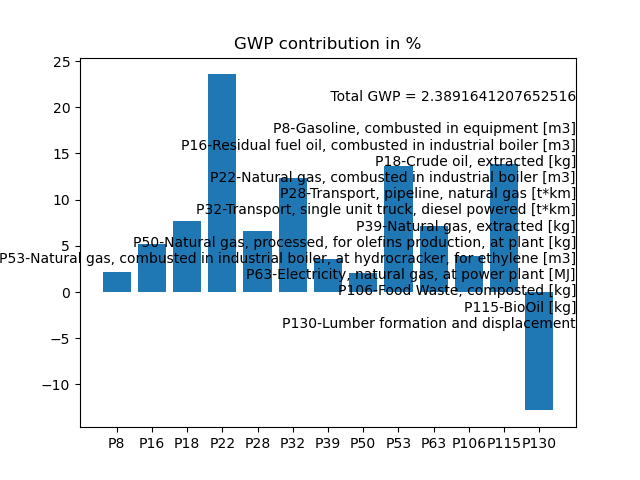 GWP contribution in %
25
20
15
10
5
0
−5
−10
Total GWP = 2.3891641207652516
P8-Gasoline, combusted in equipment [m3]
P16-Residual fuel oil, combusted in industrial boiler [m3]
P18-Crude oil, extracted [kg]
P22-Natural gas, combusted in industrial boiler [m3]
P28-Transport, pipeline, natural gas [t*km]
P32-Transport, single unit truck, diesel powered [t*km]
P39-Natural gas, extracted [kg]
P50-Natural gas, processed, for olefins production, at plant [kg]
P53-Natural gas, combusted in industrial boiler, at hydrocracker, for ethylene [m3]
P63-Electricity, natural gas, at power plant [MJ]
P106-Food Waste, composted [kg]
P115-BioOil [kg]
P130-Lumber formation and displacement
P8 P16 P18 P22 P28 P32 P39 P50 P53 P63 P106 P115 P130